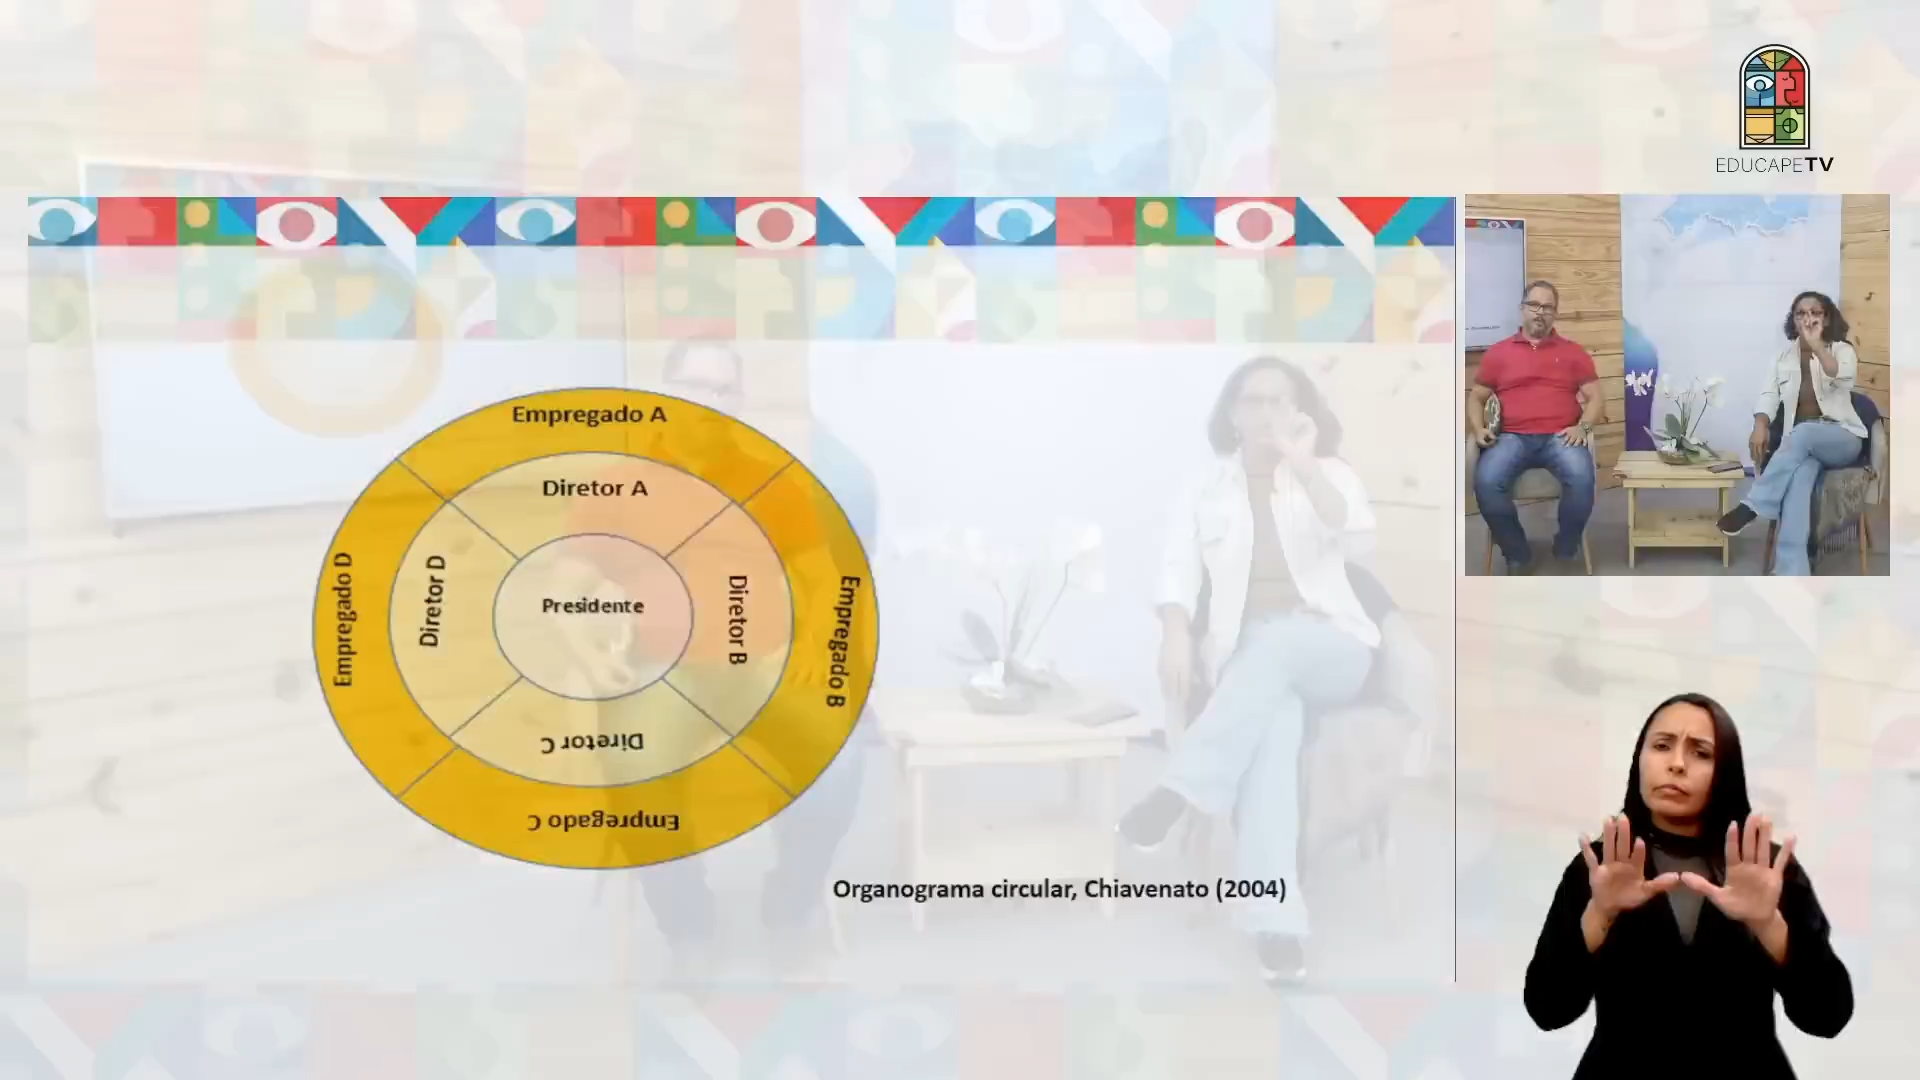 EDUCAPETV
Empregado A
Diretor A
Empregado D
Diretor D
Presidente
Diretor B
Empregado B
Diretor C
Empregado C
Organograma circular, Chiavenato (2004)